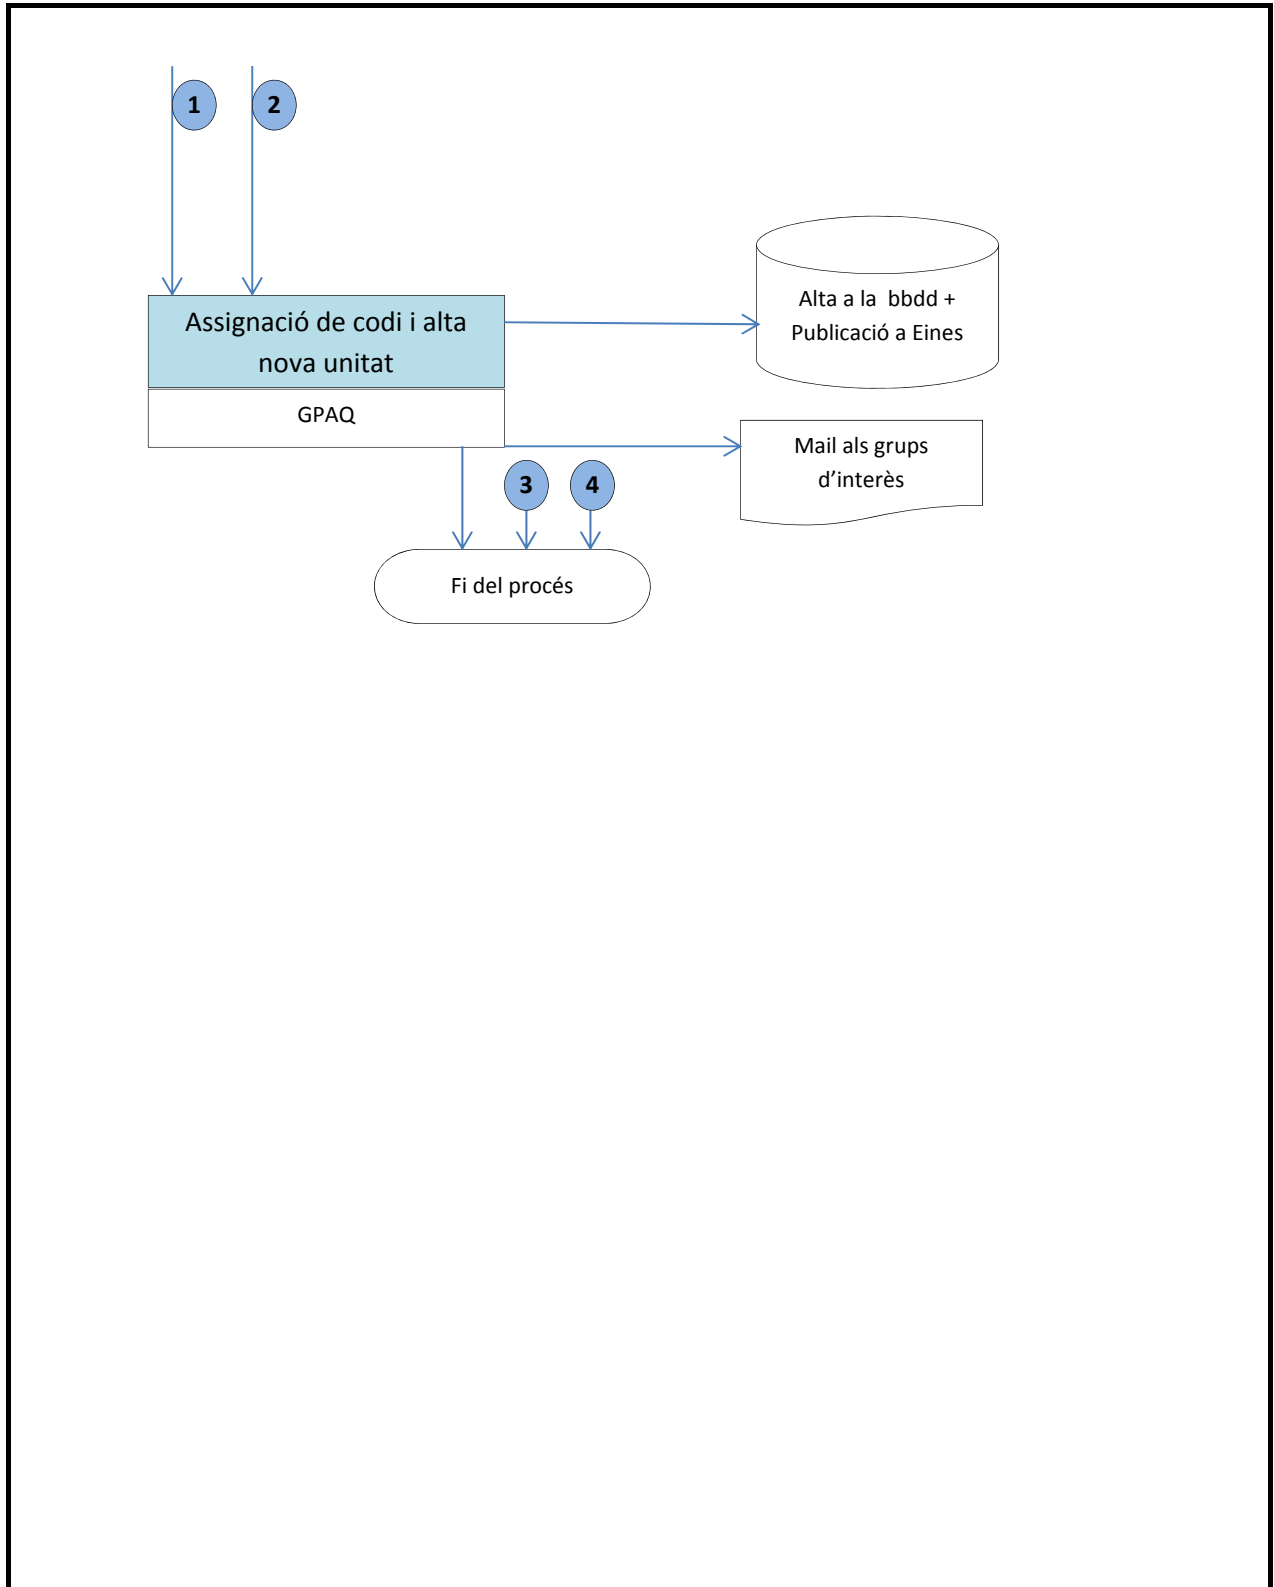 1
2
Assignació de codi i alta
nova unitat
GPAQ
Alta a la  bbdd +
Publicació a Eines
Mail als grups
d’interès
3
4
Fi del procés